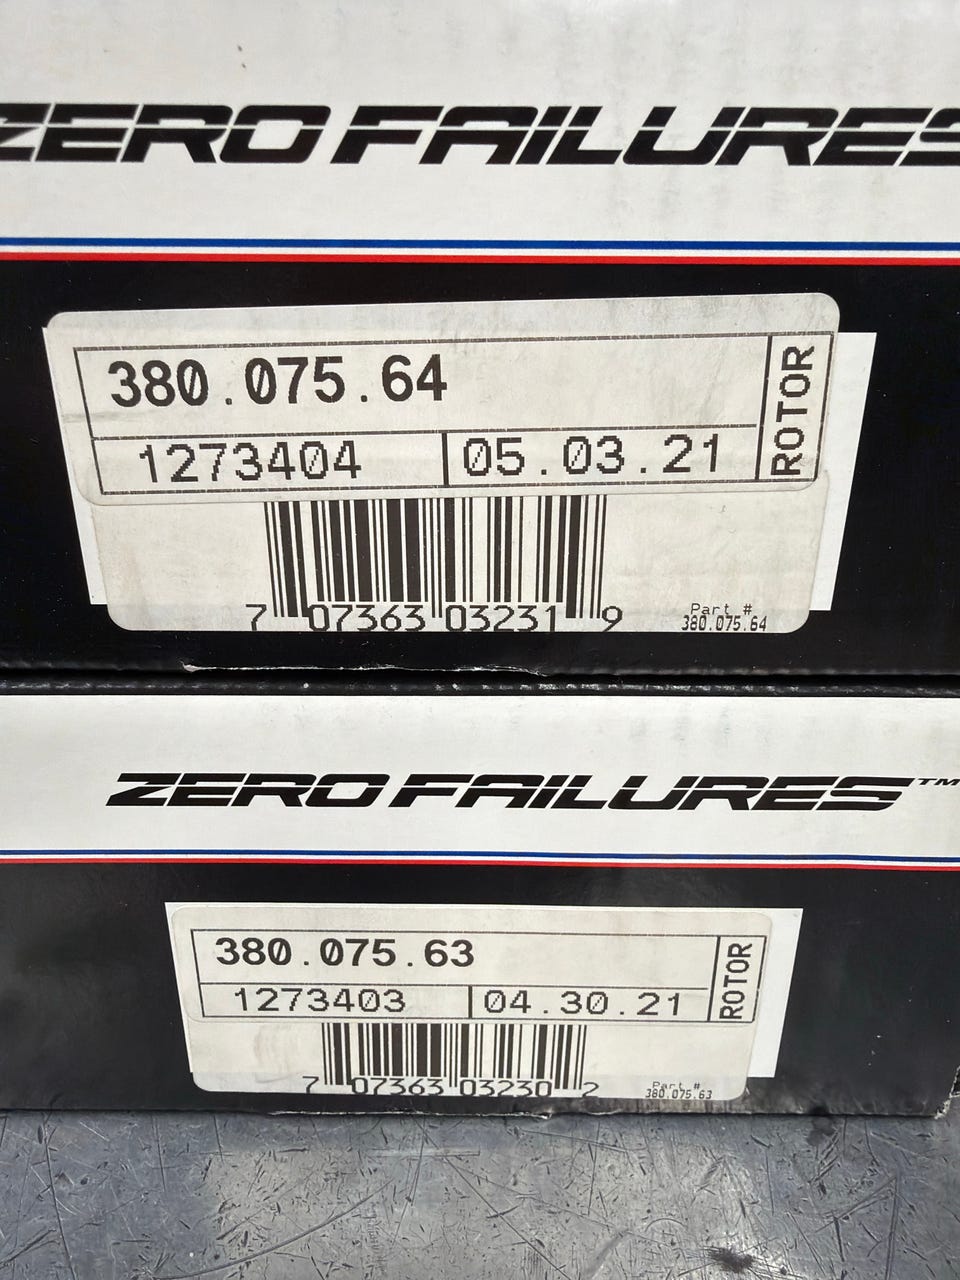 ZERO FAILURES
380.075.64
1273404 05.03.21
ROTOR
7 07363 03231 9
Part #
380.075.64
ZERO FAILURES™
380.075.63
1273403 04.30.21
ROTOR
7 07363 03230 2
Part #
380.075.63